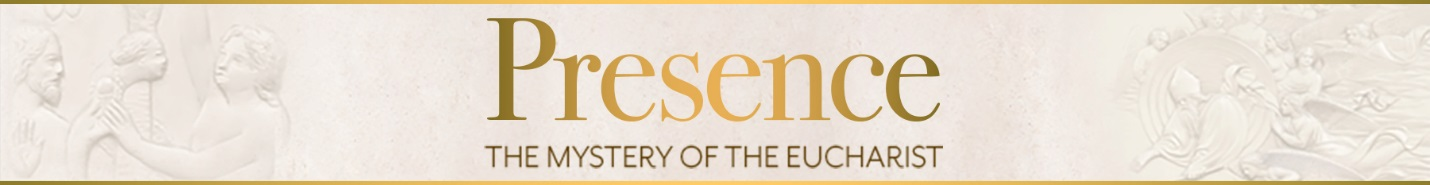 Presence
THE MYSTERY OF THE EUCHARIST